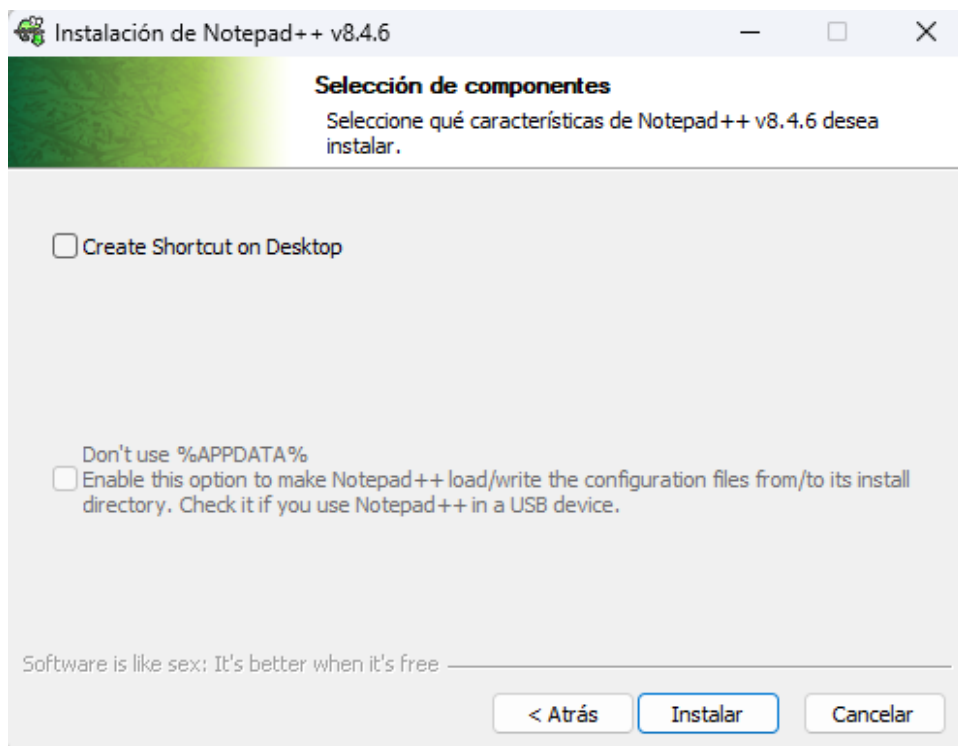 Instalación de Notepad++ v8.4.6
Selección de componentes
Seleccione qué características de Notepad++ v8.4.6 desea
instalar.
Create Shortcut on Desktop
Don't use %APPDATA%
Enable this option to make Notepad++ load/write the configuration files from/to its install
directory. Check it if you use Notepad++ in a USB device.
Software is like sex: It's better when it's free
< Atrás
Instalar
Cancelar